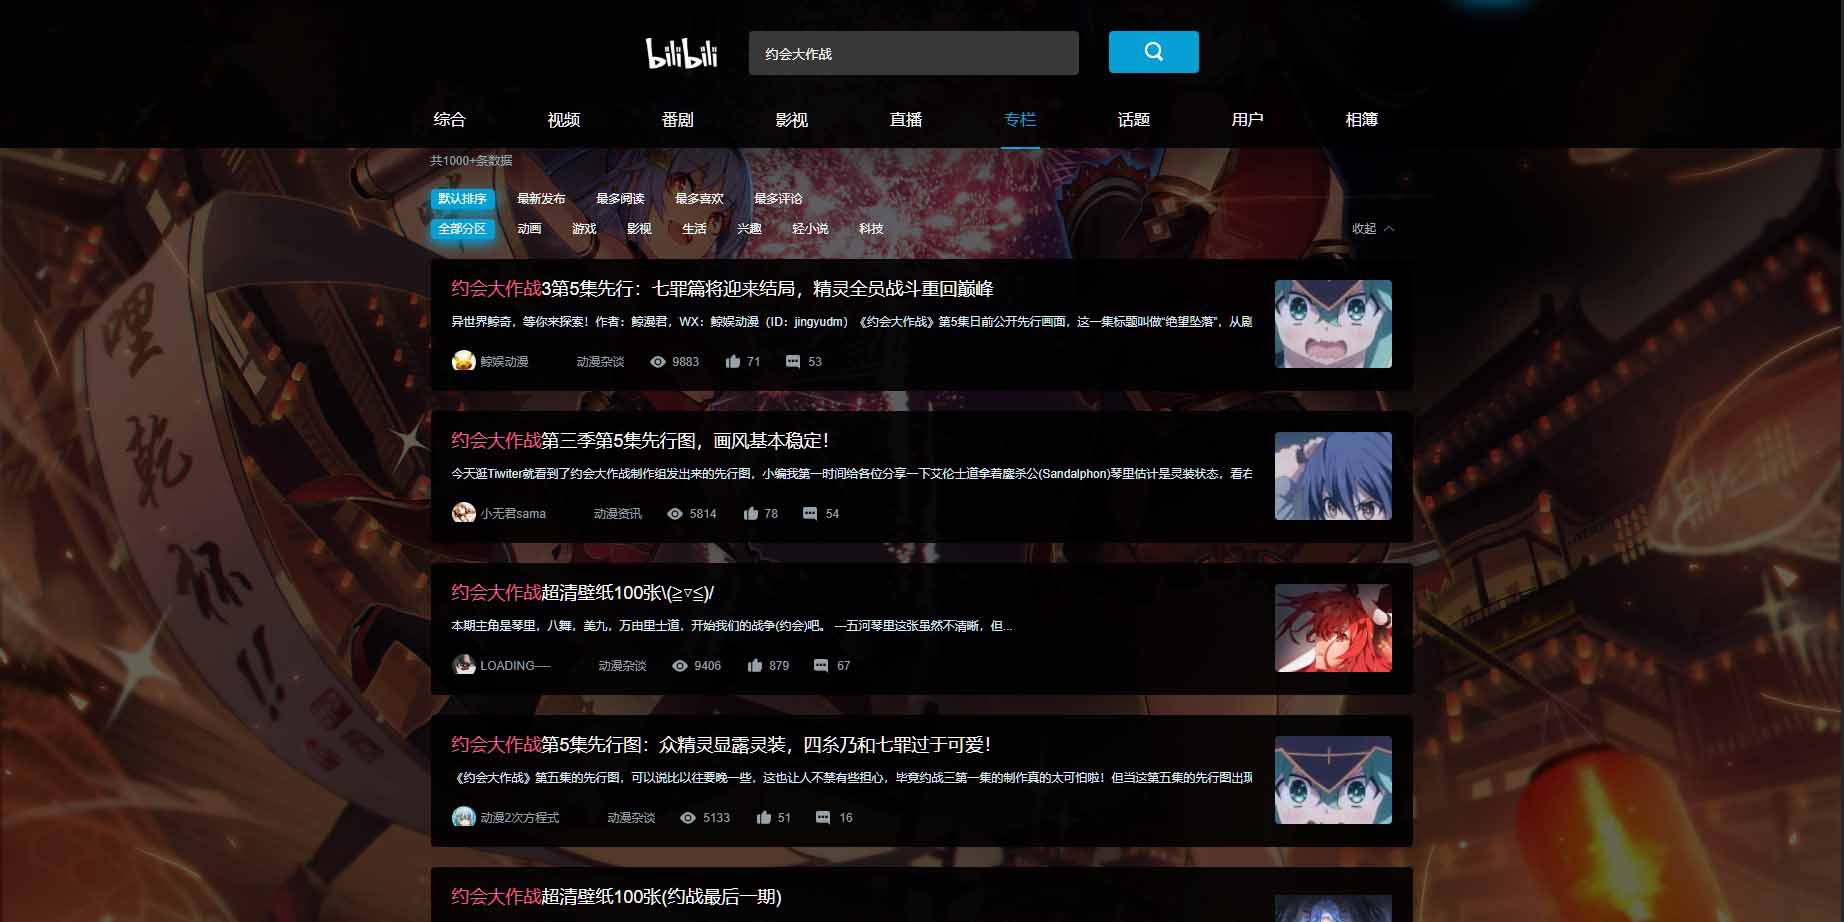 bilibili
约会大作战
综合 视频 番剧 影视 直播 专栏 话题 用户 相簿
共1000+条数据
默认排序 最新发布 最多阅读 最多喜欢 最多评论
全部分区 动画 游戏 影视 生活 兴趣 轻小说 科技 收起
约会大作战3第5集先行：七罪篇将迎来结局，精灵全员战斗重回巅峰
异世界鲸奇，等你来探索！作者：鲸漫君，WX：鲸娱动漫（ID：jingyudm）《约会大作战》第5集日前公开先行画面，这一集标题叫做“绝望坠落”，从剧
鲸娱动漫 动漫杂谈 9883 71 53
约会大作战第三季第5集先行图，画风基本稳定！
今天逛Tiwiter就看到了约会大作战制作组发出来的先行图，小编我第一时间给各位分享一下艾伦士道拿着鏖杀公(Sandalphon)琴里估计是灵装状态，看右
小无君sama 动漫资讯 5814 78 54
约会大作战超清壁纸100张\(≧▽≦)/
本期主角是琴里，八舞，美九，万由里士道，开始我们的战争(约会)吧。 —五河琴里这张虽然不清晰，但...
LOADING—- 动漫杂谈 9406 879 67
约会大作战第5集先行图：众精灵显露灵装，四糸乃和七罪过于可爱！
《约会大作战》第五集的先行图，可以说比以往要晚一些，这也让人不禁有些担心，毕竟约战三第一集的制作真的太可怕啦！但当这第五集的先行图出现
动漫2次方程式 动漫杂谈 5133 51 16
约会大作战超清壁纸100张(约战最后一期)
哩
乾
杯
!!